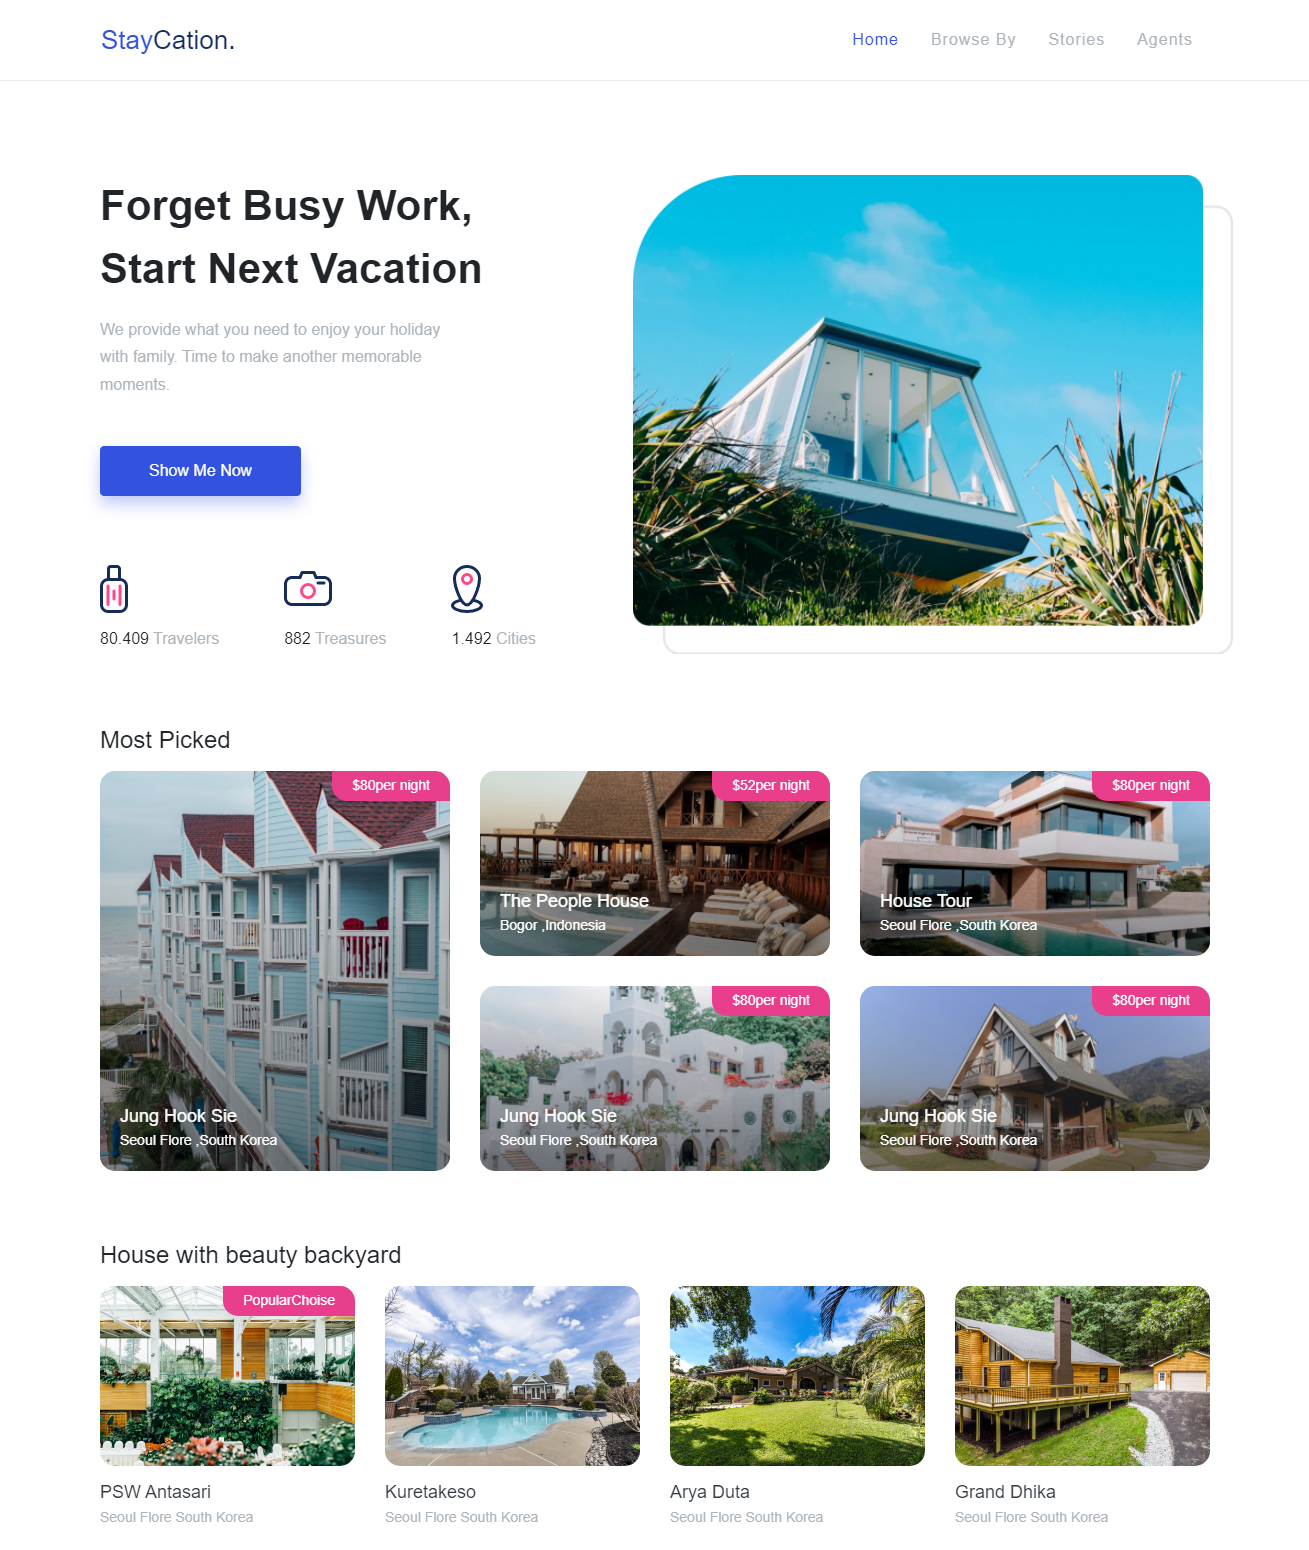 StayCation.
Home Browse By Stories Agents
Forget Busy Work,
Start Next Vacation
We provide what you need to enjoy your holiday
with family. Time to make another memorable
moments.
Show Me Now
80.409 Travelers
882 Treasures
1.492 Cities
Most Picked
$80per night
Jung Hook Sie
Seoul Flore ,South Korea
$52per night
The People House
Bogor ,Indonesia
$80per night
House Tour
Seoul Flore ,South Korea
$80per night
Jung Hook Sie
Seoul Flore ,South Korea
$80per night
Jung Hook Sie
Seoul Flore ,South Korea
House with beauty backyard
PopularChoise
PSW Antasari
Seoul Flore South Korea
Kuretakeso
Seoul Flore South Korea
Arya Duta
Seoul Flore South Korea
Grand Dhika
Seoul Flore South Korea